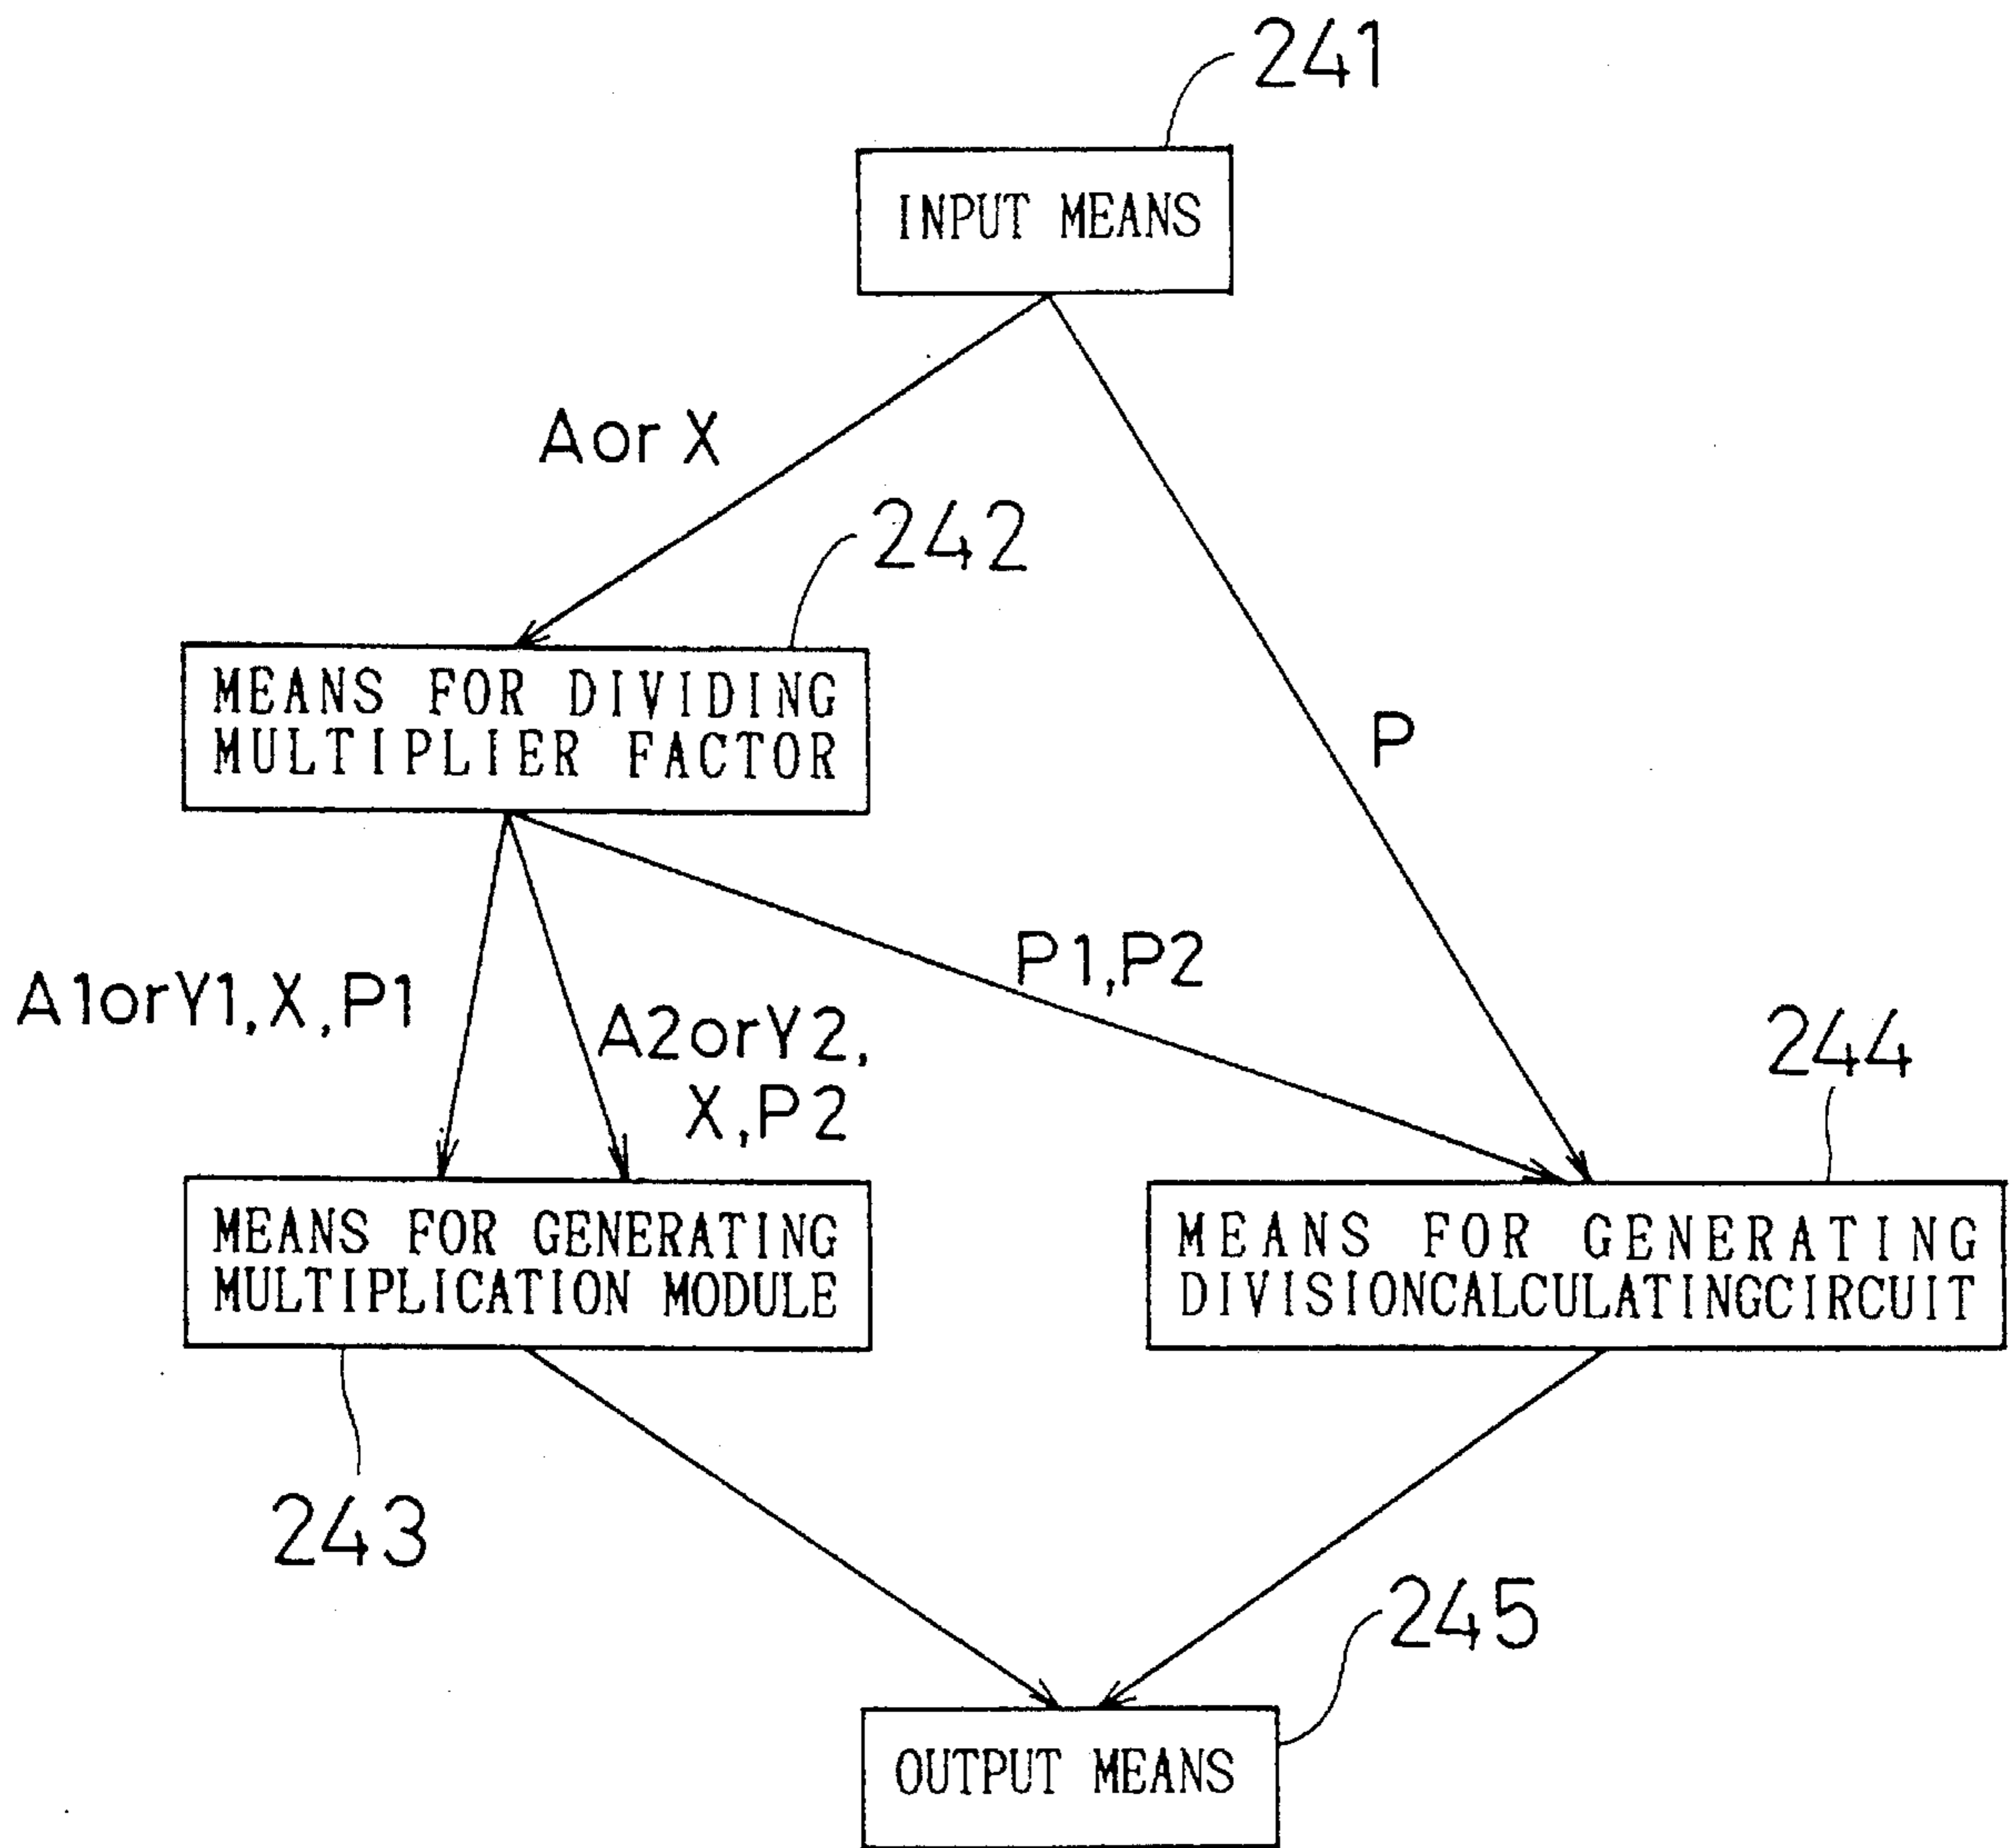 241
INPUT MEANS
A or X
242
MEANS FOR DIVIDING
MULTIPLIER FACTOR
P
P1,P2
A1orY1,X,P1
A2orY2,
X,P2
244
MEANS FOR GENERATING
MULTIPLICATION MODULE
MEANS FOR GENERATING
DIVISIONCALCULATINGCIRCUIT
243
245
OUTPUT MEANS